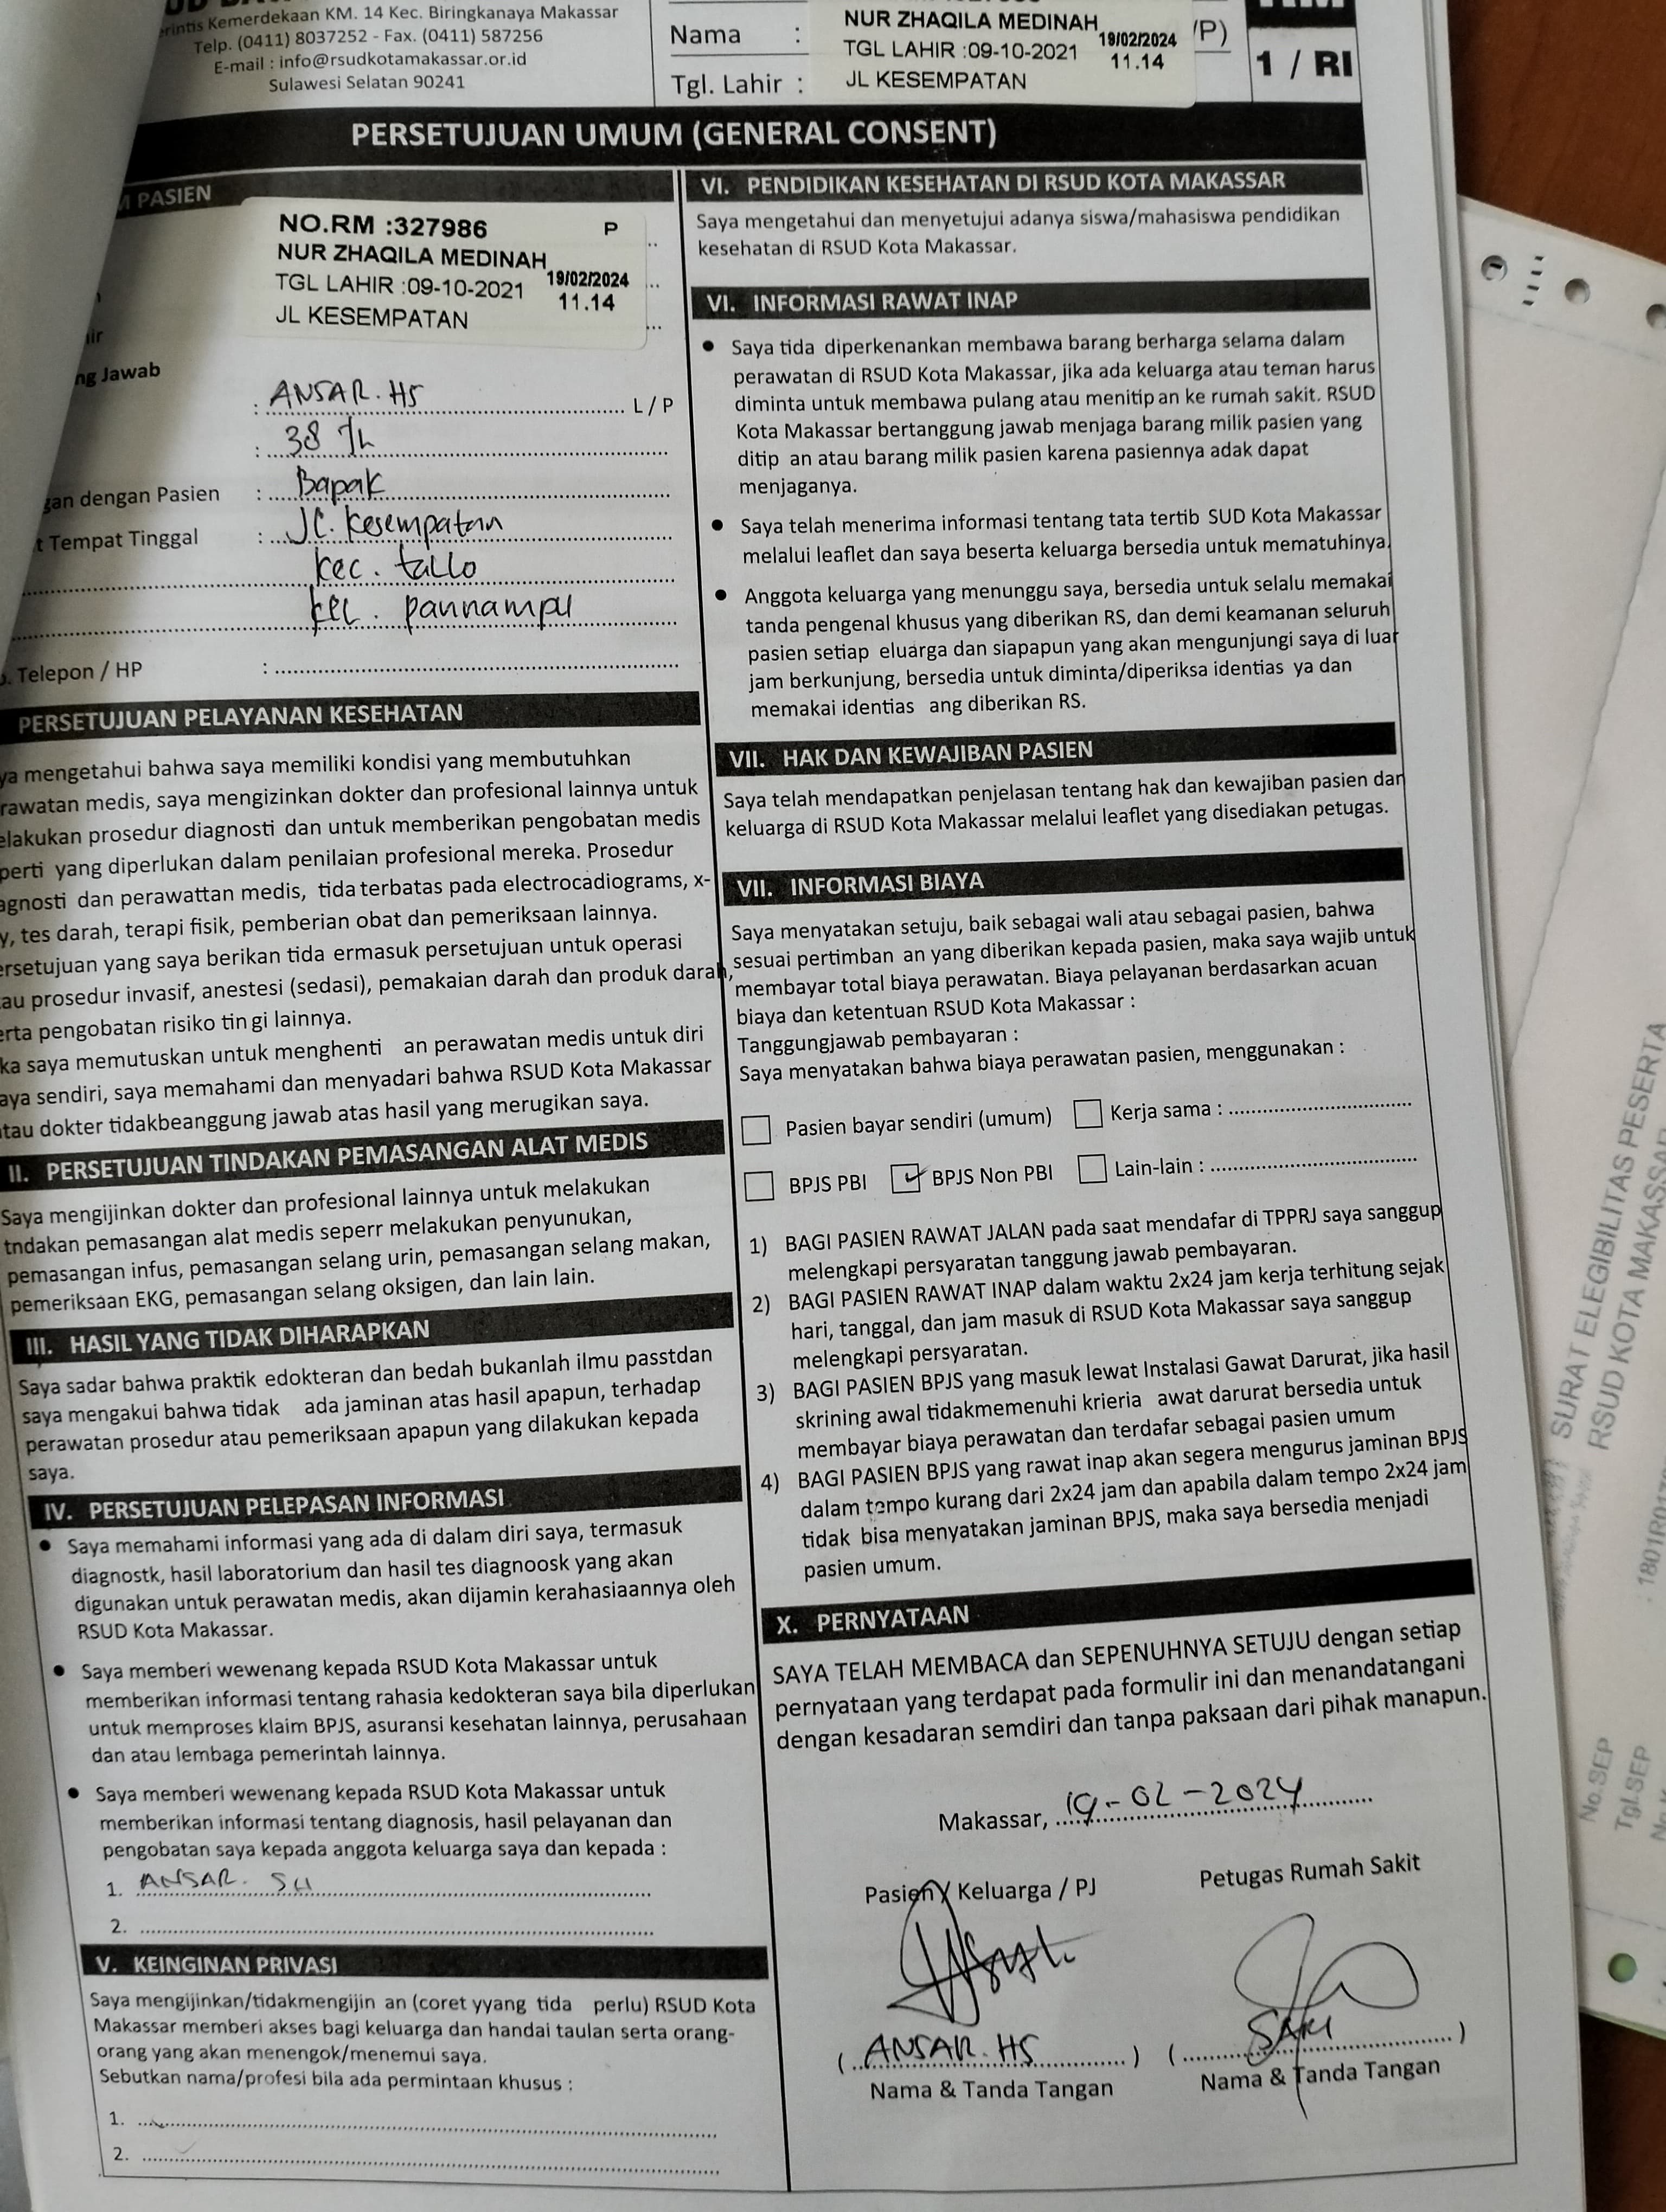 Kemerdekaan KM. 14 Kec. Biringkanaya Makassar
Telp. (0411) 8037252 - Fax. (0411) 587256
E-mail : info@rsudkotamakassar.or.id
Sulawesi Selatan 90241
Nama :
Tgl. Lahir :
NUR ZHAQILA MEDINAH
TGL LAHIR :09-10-2021
19/02/2024
11.14
JL KESEMPATAN
/P)
1 / RI
PERSETUJUAN UMUM (GENERAL CONSENT)
PASIEN
NO.RM :327986 P
NUR ZHAQILA MEDINAH
TGL LAHIR :09-10-2021
19/02/2024
11.14
JL KESEMPATAN
ng Jawab
: ANSAR. HS L / P
: 38 Th
gan dengan Pasien : Bapak
t Tempat Tinggal : JL. Kesempatan
kec. tallo
kel. pannampu
. Telepon / HP :
PERSETUJUAN PELAYANAN KESEHATAN
ya mengetahui bahwa saya memiliki kondisi yang membutuhkan
rawatan medis, saya mengizinkan dokter dan profesional lainnya untuk
elakukan prosedur diagnosti dan untuk memberikan pengobatan medis
perti yang diperlukan dalam penilaian profesional mereka. Prosedur
agnosti dan perawattan medis, tida terbatas pada electrocadiograms, x-
y, tes darah, terapi fisik, pemberian obat dan pemeriksaan lainnya.
ersetujuan yang saya berikan tida ermasuk persetujuan untuk operasi
au prosedur invasif, anestesi (sedasi), pemakaian darah dan produk darah,
erta pengobatan risiko tin gi lainnya.
ka saya memutuskan untuk menghenti an perawatan medis untuk diri
aya sendiri, saya memahami dan menyadari bahwa RSUD Kota Makassar
tau dokter tidakbeanggung jawab atas hasil yang merugikan saya.
II. PERSETUJUAN TINDAKAN PEMASANGAN ALAT MEDIS
Saya mengijinkan dokter dan profesional lainnya untuk melakukan
tndakan pemasangan alat medis seperr melakukan penyunukan,
pemasangan infus, pemasangan selang urin, pemasangan selang makan,
pemeriksaan EKG, pemasangan selang oksigen, dan lain lain.
III. HASIL YANG TIDAK DIHARAPKAN
Saya sadar bahwa praktik edokteran dan bedah bukanlah ilmu passtdan
saya mengakui bahwa tidak ada jaminan atas hasil apapun, terhadap
perawatan prosedur atau pemeriksaan apapun yang dilakukan kepada
saya.
IV. PERSETUJUAN PELEPASAN INFORMASI
• Saya memahami informasi yang ada di dalam diri saya, termasuk
diagnostk, hasil laboratorium dan hasil tes diagnoosk yang akan
digunakan untuk perawatan medis, akan dijamin kerahasiaannya oleh
RSUD Kota Makassar.
• Saya memberi wewenang kepada RSUD Kota Makassar untuk
memberikan informasi tentang rahasia kedokteran saya bila diperlukan
untuk memproses klaim BPJS, asuransi kesehatan lainnya, perusahaan
dan atau lembaga pemerintah lainnya.
• Saya memberi wewenang kepada RSUD Kota Makassar untuk
memberikan informasi tentang diagnosis, hasil pelayanan dan
pengobatan saya kepada anggota keluarga saya dan kepada :
1. ANSAR. SH
2.
V. KEINGINAN PRIVASI
Saya mengijinkan/tidakmengijin an (coret yyang tida perlu) RSUD Kota
Makassar memberi akses bagi keluarga dan handai taulan serta orang-
orang yang akan menengok/menemui saya.
Sebutkan nama/profesi bila ada permintaan khusus :
1.
2.
VI. PENDIDIKAN KESEHATAN DI RSUD KOTA MAKASSAR
Saya mengetahui dan menyetujui adanya siswa/mahasiswa pendidikan
kesehatan di RSUD Kota Makassar.
VI. INFORMASI RAWAT INAP
• Saya tida diperkenankan membawa barang berharga selama dalam
perawatan di RSUD Kota Makassar, jika ada keluarga atau teman harus
diminta untuk membawa pulang atau menitip an ke rumah sakit. RSUD
Kota Makassar bertanggung jawab menjaga barang milik pasien yang
ditip an atau barang milik pasien karena pasiennya adak dapat
menjaganya.
• Saya telah menerima informasi tentang tata tertib SUD Kota Makassar
melalui leaflet dan saya beserta keluarga bersedia untuk mematuhinya.
• Anggota keluarga yang menunggu saya, bersedia untuk selalu memakai
tanda pengenal khusus yang diberikan RS, dan demi keamanan seluruh
pasien setiap eluarga dan siapapun yang akan mengunjungi saya di luar
jam berkunjung, bersedia untuk diminta/diperiksa identias ya dan
memakai identias ang diberikan RS.
VII. HAK DAN KEWAJIBAN PASIEN
Saya telah mendapatkan penjelasan tentang hak dan kewajiban pasien dan
keluarga di RSUD Kota Makassar melalui leaflet yang disediakan petugas.
VII. INFORMASI BIAYA
Saya menyatakan setuju, baik sebagai wali atau sebagai pasien, bahwa
sesuai pertimban an yang diberikan kepada pasien, maka saya wajib untuk
membayar total biaya perawatan. Biaya pelayanan berdasarkan acuan
biaya dan ketentuan RSUD Kota Makassar :
Tanggungjawab pembayaran :
Saya menyatakan bahwa biaya perawatan pasien, menggunakan :
Pasien bayar sendiri (umum) Kerja sama :
BPJS PBI BPJS Non PBI Lain-lain :
1) BAGI PASIEN RAWAT JALAN pada saat mendafar di TPPRJ saya sanggup
melengkapi persyaratan tanggung jawab pembayaran.
2) BAGI PASIEN RAWAT INAP dalam waktu 2x24 jam kerja terhitung sejak
hari, tanggal, dan jam masuk di RSUD Kota Makassar saya sanggup
melengkapi persyaratan.
3) BAGI PASIEN BPJS yang masuk lewat Instalasi Gawat Darurat, jika hasil
skrining awal tidakmemenuhi krieria awat darurat bersedia untuk
membayar biaya perawatan dan terdafar sebagai pasien umum
4) BAGI PASIEN BPJS yang rawat inap akan segera mengurus jaminan BPJS
dalam tempo kurang dari 2x24 jam dan apabila dalam tempo 2x24 jam
tidak bisa menyatakan jaminan BPJS, maka saya bersedia menjadi
pasien umum.
X. PERNYATAAN
SAYA TELAH MEMBACA dan SEPENUHNYA SETUJU dengan setiap
pernyataan yang terdapat pada formulir ini dan menandatangani
dengan kesadaran semdiri dan tanpa paksaan dari pihak manapun.
Makassar, 19-02-2024
Pasien / Keluarga / PJ Petugas Rumah Sakit
( ANSAR. HS ) ( )
Nama & Tanda Tangan Nama & Tanda Tangan
SURAT ELEGIBILITAS PESERTA
RSUD KOTA MAKASSAR
No.SEP
Tgl.SEP